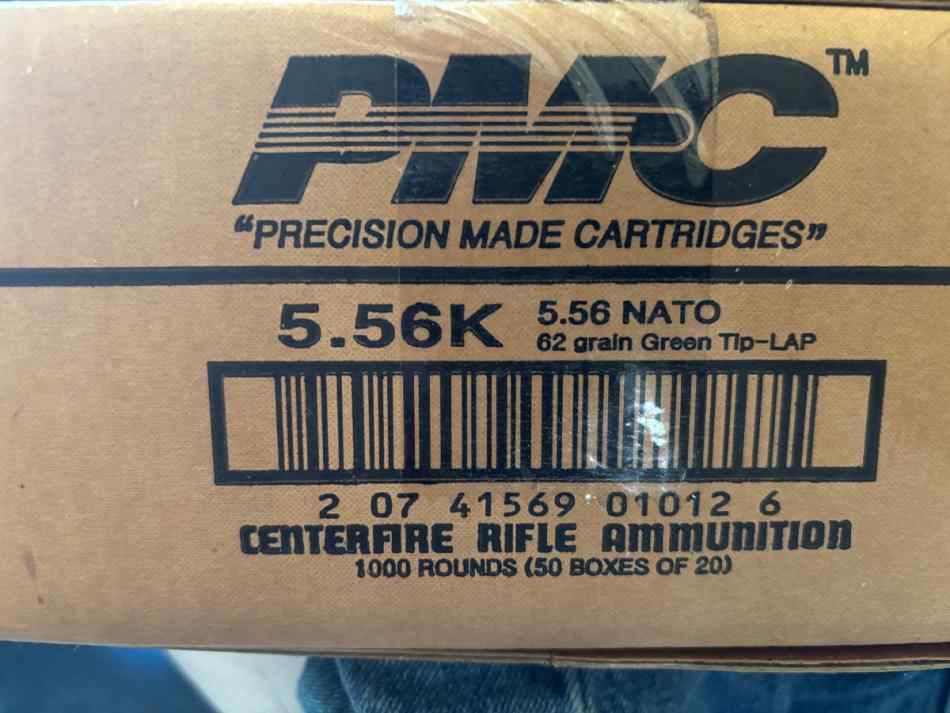 PMC™
“PRECISION MADE CARTRIDGES”
5.56K
5.56 NATO
62 grain Green Tip-LAP
2 07 41569 01012 6
CENTERFIRE RIFLE AMMUNITION
1000 ROUNDS (50 BOXES OF 20)